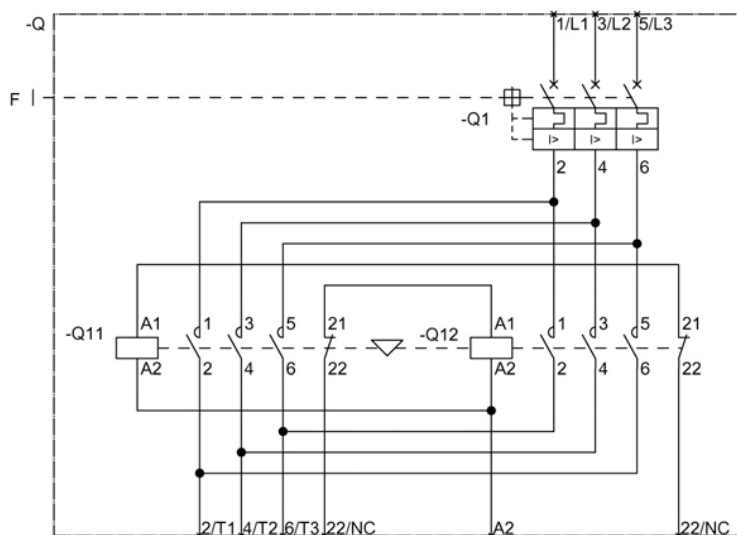 -Q 1/L1 3/L2 5/L3
F
-Q1
I> I> I>
2 4 6
A1 1 3 5 21 A1 1 3 5 21
-Q11 -Q12
A2 2 4 6 22 A2 2 4 6 22
2/T1 4/T2 6/T3 22/NC A2 22/NC